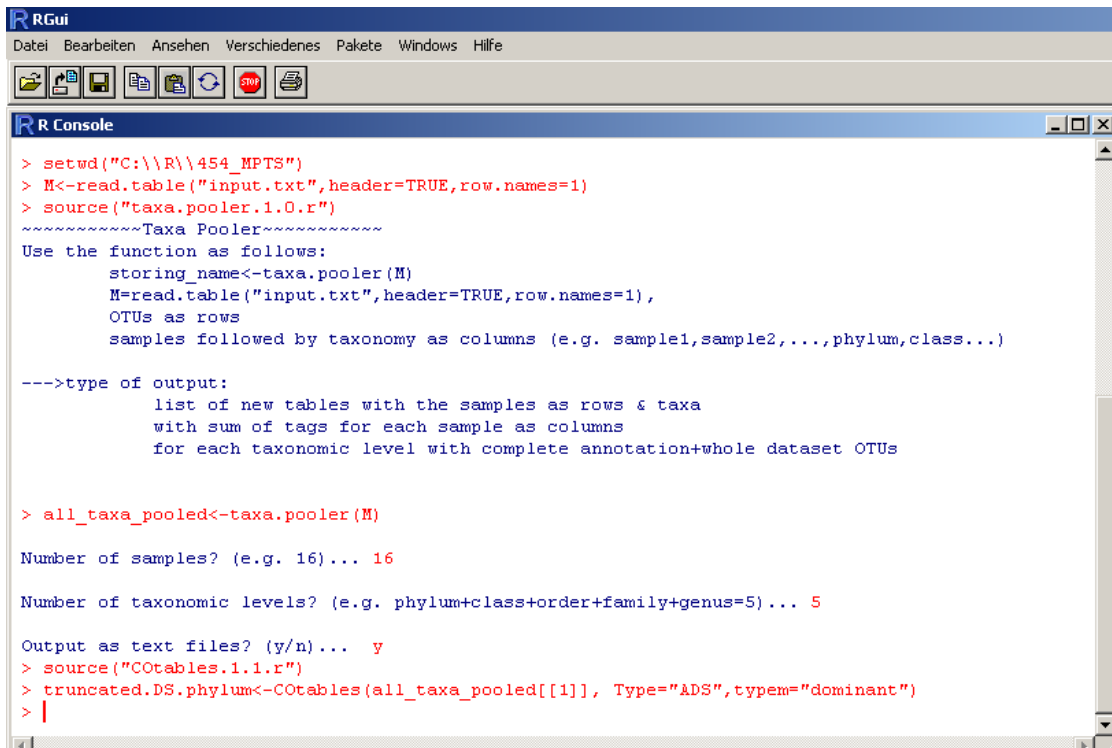 RGui
Datei Bearbeiten Ansehen Verschiedenes Pakete Windows Hilfe
STOP
R Console
> setwd("C:\\R\\454_MPTS")
> M<-read.table("input.txt",header=TRUE,row.names=1)
> source("taxa.pooler.1.0.r")
~~~~~~~~~~~Taxa Pooler~~~~~~~~~~~
Use the function as follows:
storing_name<-taxa.pooler(M)
M=read.table("input.txt",header=TRUE,row.names=1),
OTUs as rows
samples followed by taxonomy as columns (e.g. sample1,sample2,...,phylum,class...)
--->type of output:
list of new tables with the samples as rows & taxa
with sum of tags for each sample as columns
for each taxonomic level with complete annotation+whole dataset OTUs
> all_taxa_pooled<-taxa.pooler(M)
Number of samples? (e.g. 16)... 16
Number of taxonomic levels? (e.g. phylum+class+order+family+genus=5)... 5
Output as text files? (y/n)... y
> source("COtables.1.1.r")
> truncated.DS.phylum<-COtables(all_taxa_pooled[[1]], Type="ADS",typem="dominant")
>